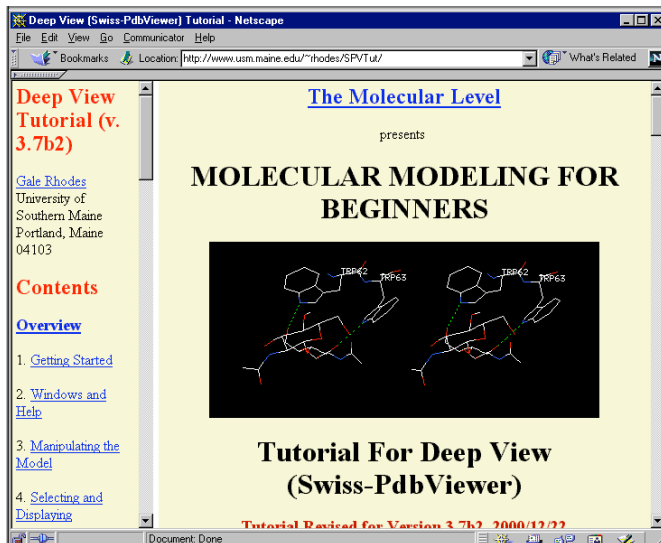 Deep View (Swiss-PdbViewer) Tutorial - Netscape
File Edit View Go Communicator Help
Bookmarks Location: http://www.usm.maine.edu/~rhodes/SPVTut/ What's Related N
Deep View
Tutorial (v.
3.7b2)
Gale Rhodes
University of
Southern Maine
Portland, Maine
04103
Contents
Overview
1. Getting Started
2. Windows and
Help
3. Manipulating the
Model
4. Selecting and
Displaying
The Molecular Level
presents
MOLECULAR MODELING FOR
BEGINNERS
TRP62 TRP63 TRP62 TRP63
Tutorial For Deep View
(Swiss-PdbViewer)
Tutorial Revised for Version 3.7b2, 2000/12/22
Document: Done